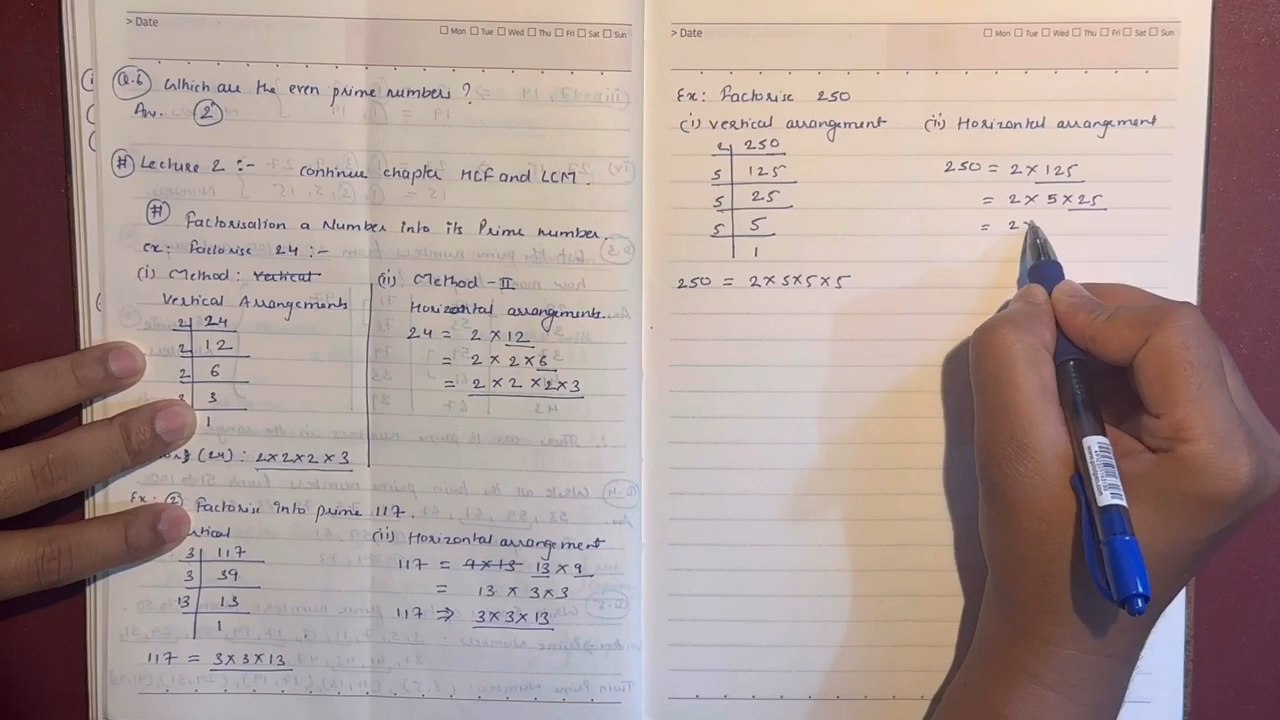 > Date
Mon Tue Wed Thu Fri Sat Sun
Q.6 Which are the even prime numbers?
Ans. 2
# Lecture 2 :- continue chapter HCF and LCM.
# Factorisation a Number into its Prime number.
Ex: Factorise 24 :-
(i) Method: vertical
Vertical Arrangements
2 24
2 12
2 6
3
1
(24) : 2×2×2×3
(ii) Method - II
Horizontal arrangements.
24 = 2 × 12
= 2 × 2 × 6
= 2 × 2 × 2 × 3
Ex: 2 Factorise into prime 117.
3 117
3 39
13 13
1
117 = 3×3×13
(ii) Horizontal arrangement
117 = 9×13 13 × 9
= 13 × 3×3
117 ⇒ 3×3×13
> Date
Mon Tue Wed Thu Fri Sat Sun
Ex: Factorise 250
(i) Vertical arrangement
2 250
5 125
5 25
5 5
1
250 = 2×5×5×5
(ii) Horizontal arrangement
250 = 2 × 125
= 2 × 5 × 25
= 2×